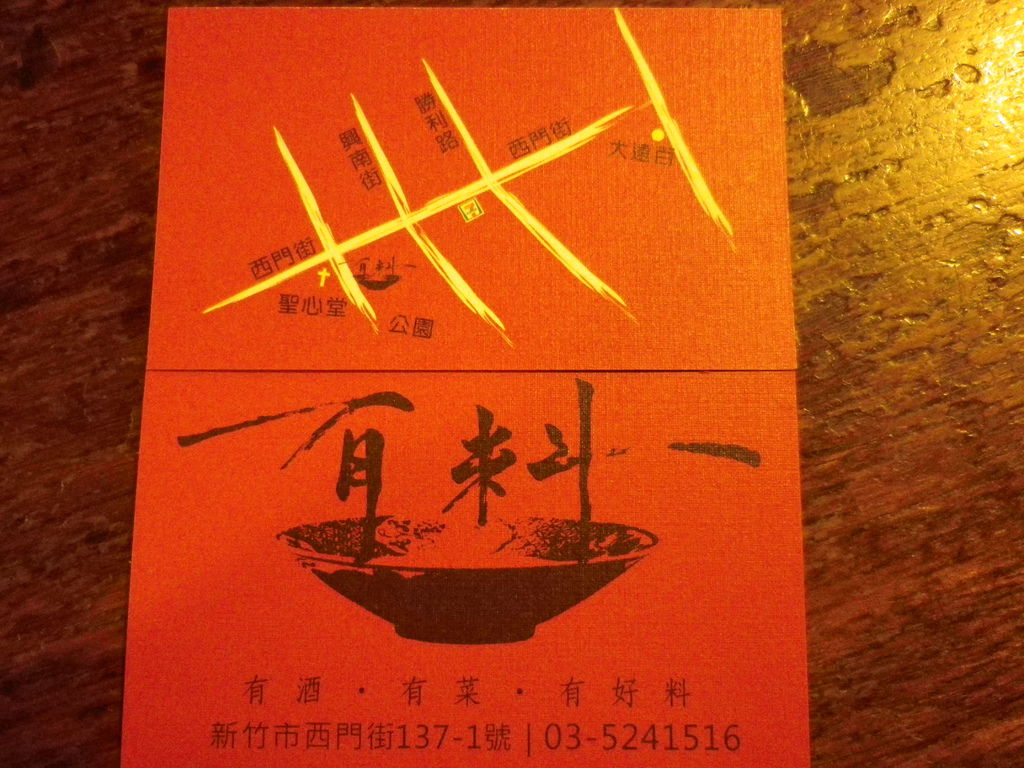 勝利路
興南街
西門街
大遠百
西門街
有料
聖心堂
公園
有料
有酒・有菜・有好料
新竹市西門街137-1號 | 03-5241516